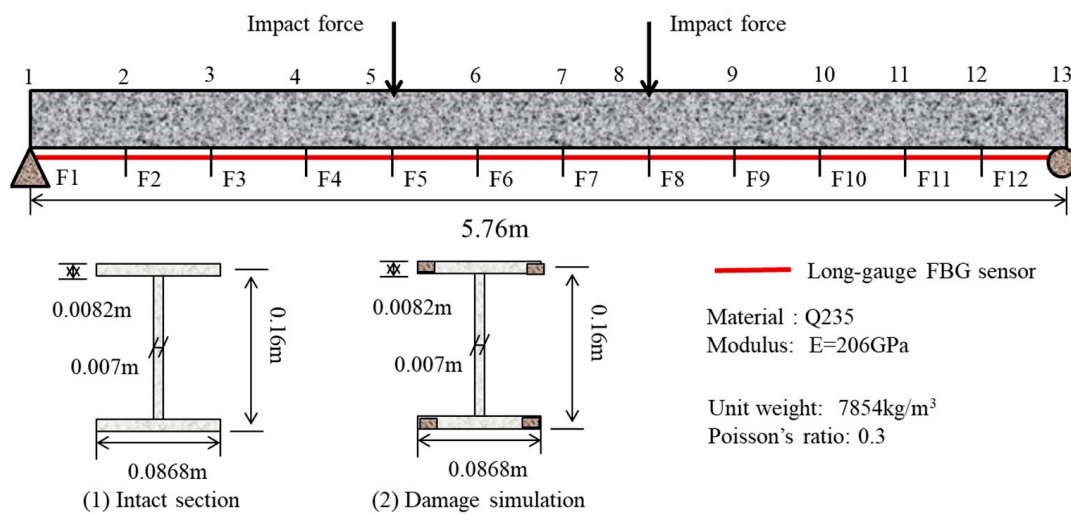 Impact force
Impact force
1 2 3 4 5 6 7 8 9 10 11 12 13
F1 F2 F3 F4 F5 F6 F7 F8 F9 F10 F11 F12
5.76m
0.0082m
0.007m
0.16m
0.0868m
(1) Intact section
0.0082m
0.007m
0.16m
0.0868m
(2) Damage simulation
Long-gauge FBG sensor
Material : Q235
Modulus: E=206GPa
Unit weight: 7854kg/m³
Poisson's ratio: 0.3